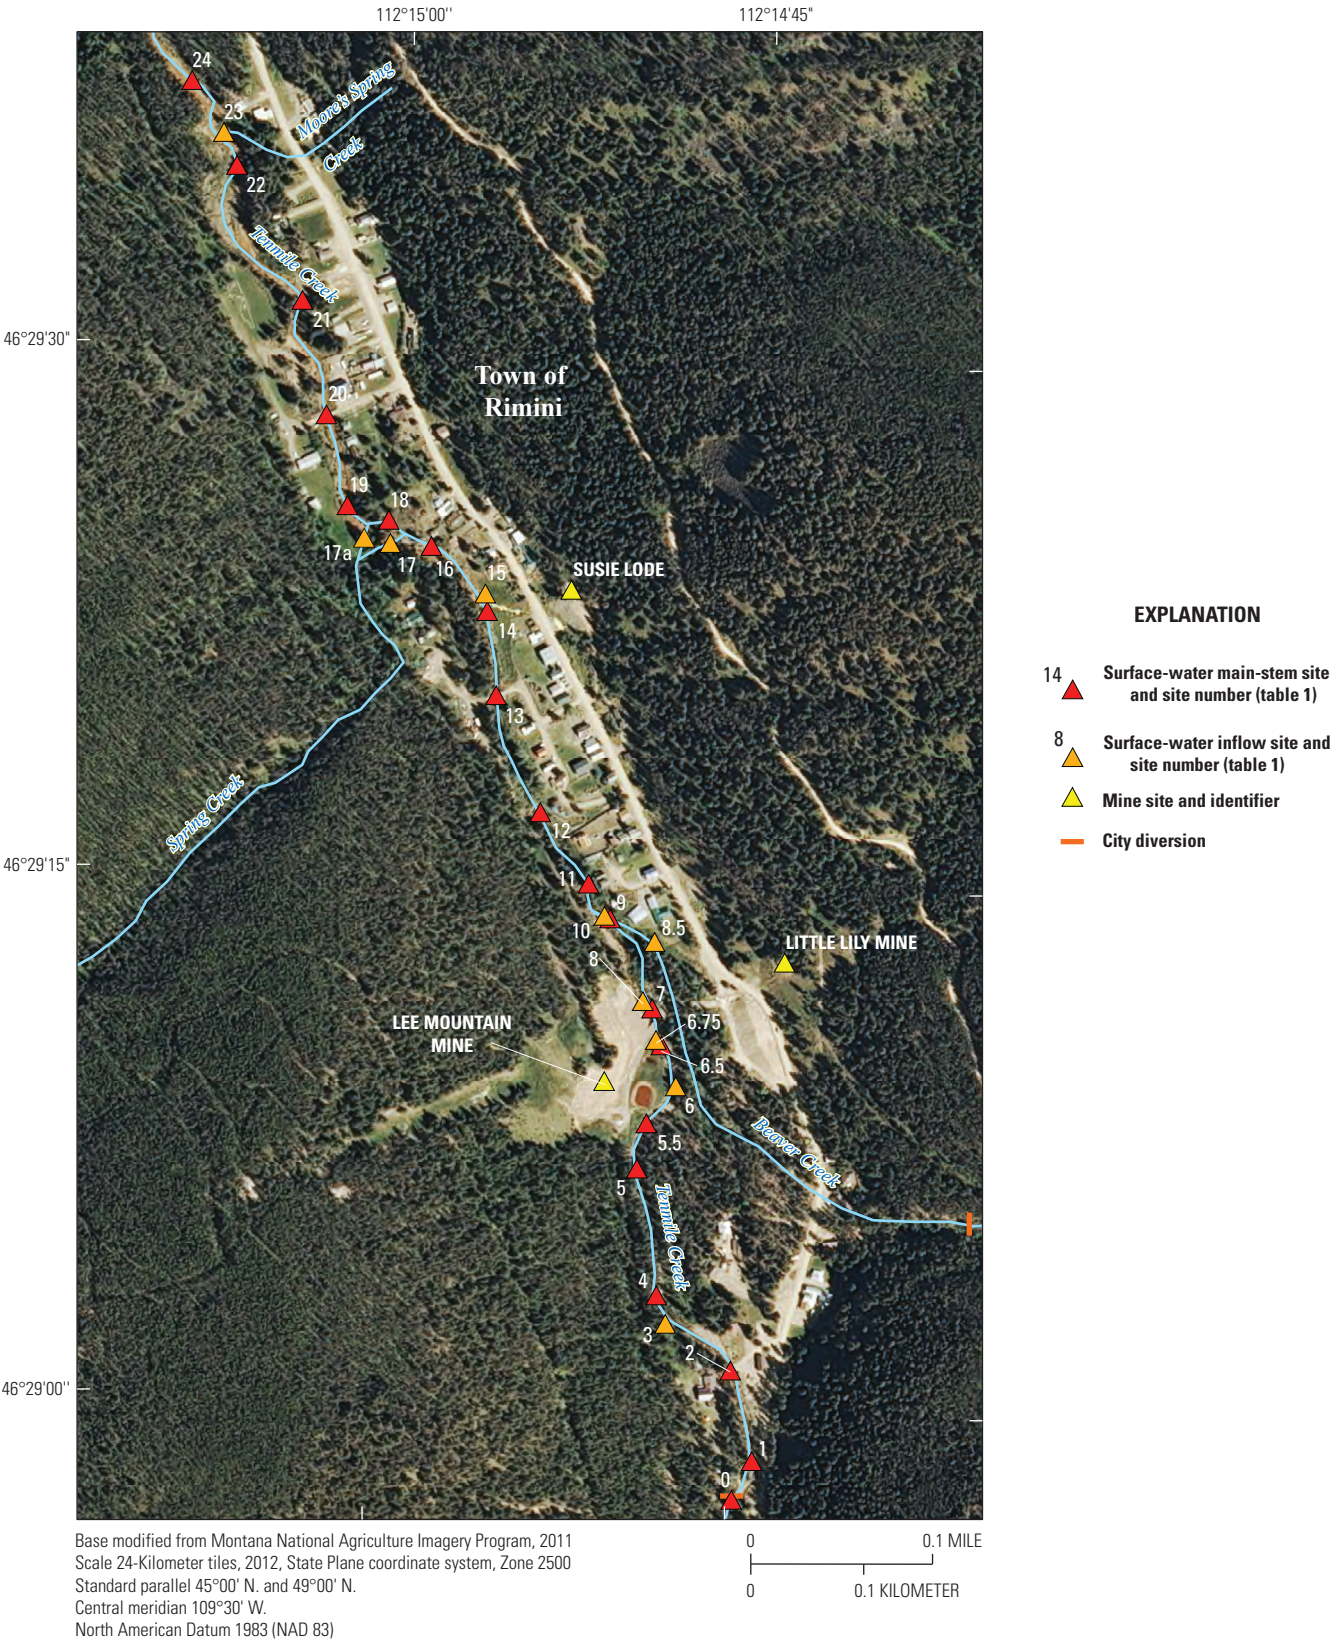 112°15'00''
112°14'45"
24
Moore's Spring
23
Creek
22
Tenmile Creek
21
46°29'30"
Town of
Rimini
20
19
18
17a
17
16
15
SUSIE LODE
14
13
EXPLANATION
14
Surface-water main-stem site
and site number (table 1)
8
Surface-water inflow site and
site number (table 1)
Mine site and identifier
City diversion
Spring Creek
12
46°29'15"
11
9
10
8.5
LITTLE LILY MINE
8
7
LEE MOUNTAIN
MINE
6.75
6.5
6
5.5
Beaver Creek
5
Tenmile Creek
4
3
2
46°29'00''
1
0
Base modified from Montana National Agriculture Imagery Program, 2011
Scale 24-Kilometer tiles, 2012, State Plane coordinate system, Zone 2500
Standard parallel 45°00' N. and 49°00' N.
Central meridian 109°30' W.
North American Datum 1983 (NAD 83)
0 0.1 MILE
0 0.1 KILOMETER